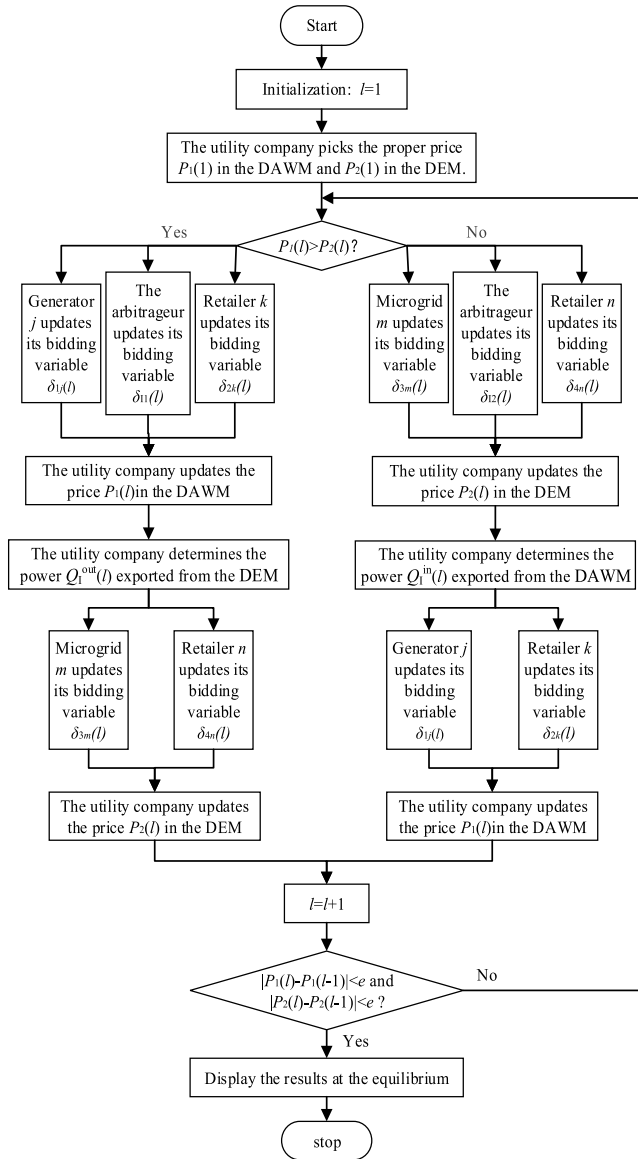 Start
Initialization: l=1
The utility company picks the proper price
P₁(1) in the DAWM and P₂(1) in the DEM.
P₁(l)>P₂(l)?
Yes
No
Generator
j updates
its bidding
variable
δ₁ⱼ(l)
The
arbitrageur
updates its
bidding
variable
δ₁₁(l)
Retailer k
updates its
bidding
variable
δ₂ₖ(l)
Microgrid
m updates
its bidding
variable
δ₃ₘ(l)
The
arbitrageur
updates its
bidding
variable
δ₁₂(l)
Retailer n
updates its
bidding
variable
δ₄ₙ(l)
The utility company updates the
price P₁(l)in the DAWM
The utility company updates the
price P₂(l) in the DEM
The utility company determines the
power Q_I^out(l) exported from the DEM
The utility company determines the
power Q_I^in(l) exported from the DAWM
Microgrid
m updates
its bidding
variable
δ₃ₘ(l)
Retailer n
updates its
bidding
variable
δ₄ₙ(l)
Generator j
updates its
bidding
variable
δ₁ⱼ(l)
Retailer k
updates its
bidding
variable
δ₂ₖ(l)
The utility company updates
the price P₂(l) in the DEM
The utility company updates
the price P₁(l)in the DAWM
l=l+1
|P₁(l)-P₁(l-1)|<e and
|P₂(l)-P₂(l-1)|<e ?
No
Yes
Display the results at the equilibrium
stop